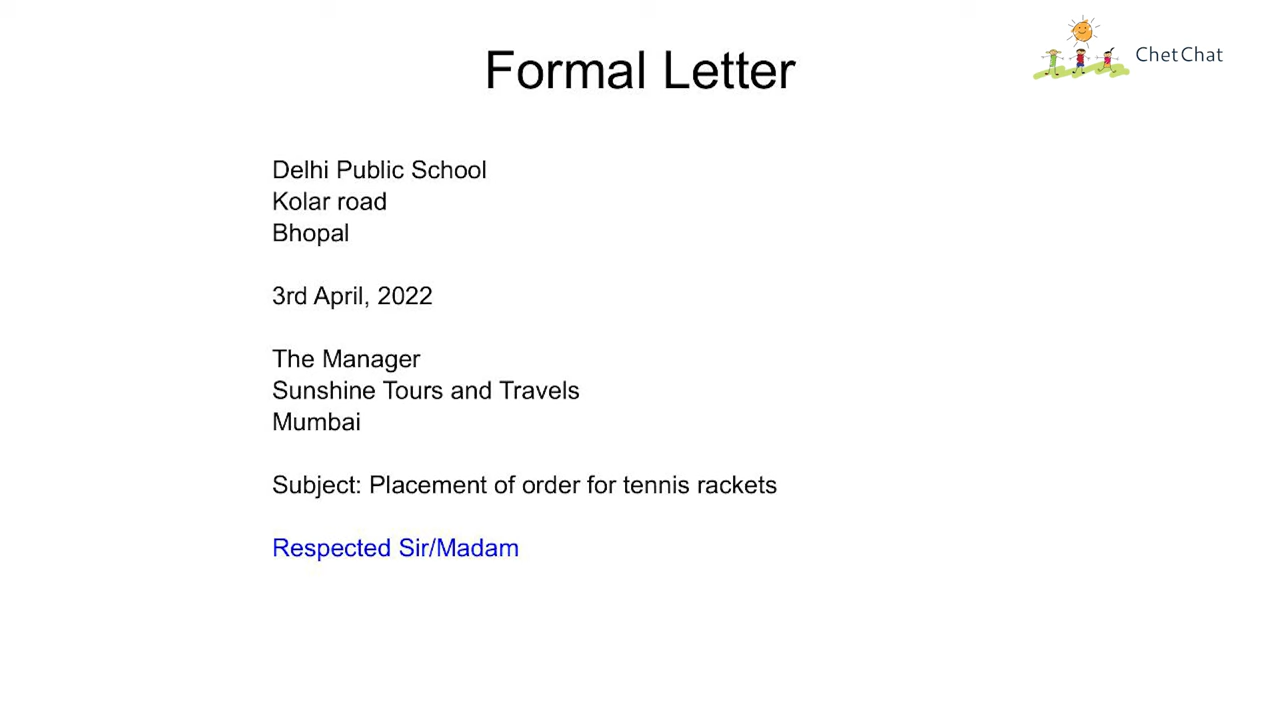 Formal Letter
ChetChat
Delhi Public School
Kolar road
Bhopal
3rd April, 2022
The Manager
Sunshine Tours and Travels
Mumbai
Subject: Placement of order for tennis rackets
Respected Sir/Madam